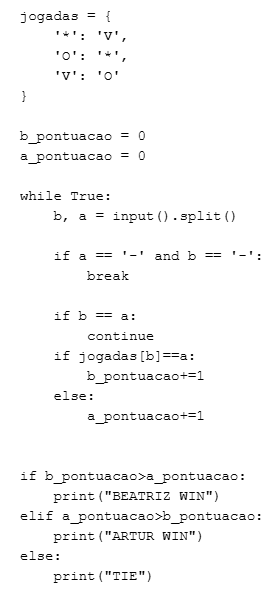 jogadas = {
    '*': 'V',
    'O': '*',
    'V': 'O'
}

b_pontuacao = 0
a_pontuacao = 0

while True:
    b, a = input().split()

    if a == '-' and b == '-':
        break

    if b == a:
        continue
    if jogadas[b]==a:
        b_pontuacao+=1
    else:
        a_pontuacao+=1


if b_pontuacao>a_pontuacao:
    print("BEATRIZ WIN")
elif a_pontuacao>b_pontuacao:
    print("ARTUR WIN")
else:
    print("TIE")